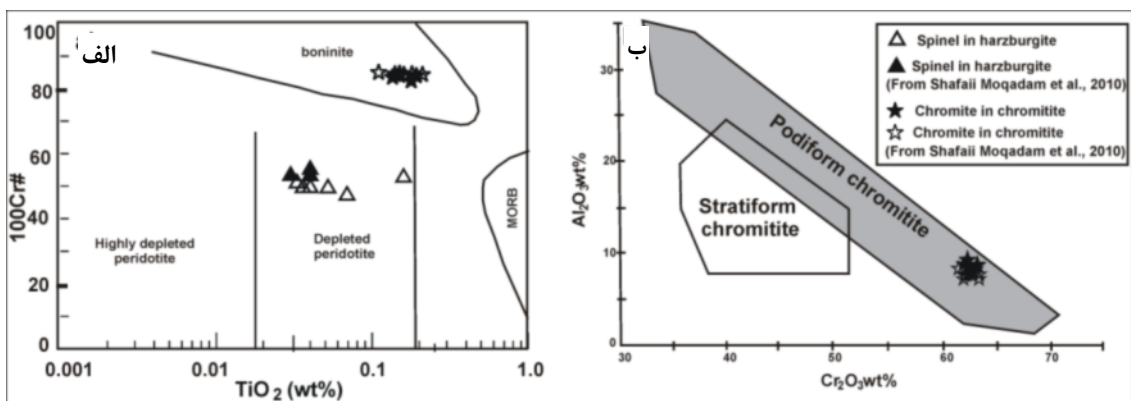 الف
100
80
60
40
20
0
100Cr#
boninite
Highly depleted
peridotite
Depleted
peridotite
MORB
0.001
0.01
0.1
1.0
TiO2 (wt%)
ب
30
20
10
0
Al2O3wt%
Podiform chromitite
Stratiform
chromitite
30
40
50
60
70
Cr2O3wt%
Spinel in harzburgite
Spinel in harzburgite
(From Shafaii Moqadam et al., 2010)
Chromite in chromitite
Chromite in chromitite
(From Shafaii Moqadam et al., 2010)